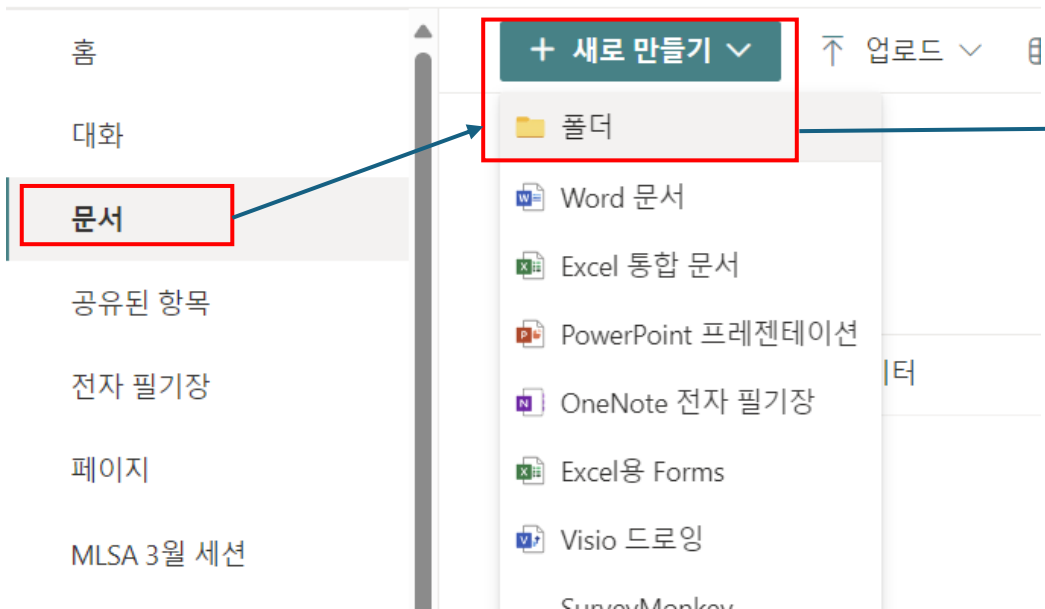 홈
대화
문서
공유된 항목
전자 필기장
페이지
MLSA 3월 세션
+ 새로 만들기
업로드
폴더
Word 문서
Excel 통합 문서
PowerPoint 프레젠테이션
OneNote 전자 필기장
Excel용 Forms
Visio 드로잉
SurveyMonkey
터